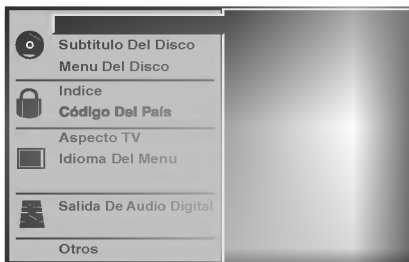 Subtitulo Del Disco
Menu Del Disco
Indice
Código Del País
Aspecto TV
Idioma Del Menu
Salida De Audio Digital
Otros